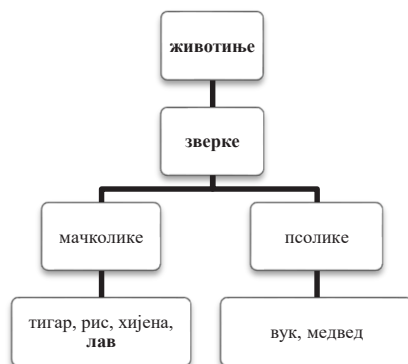 животиње
зверке
мачколике
псолике
тигар, рис, хијена,
лав
вук, медвед